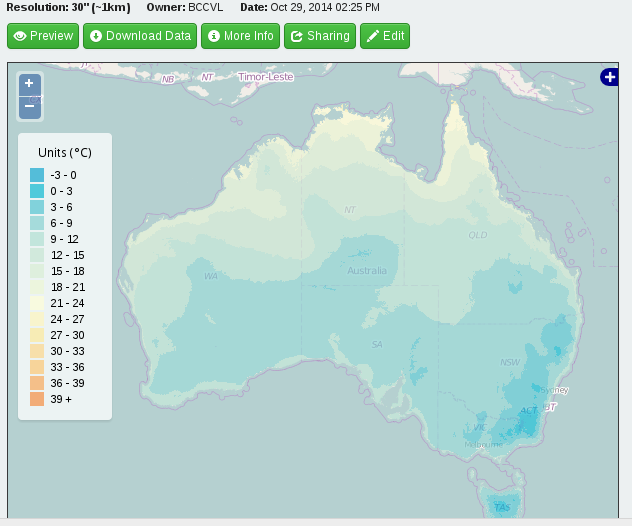 Resolution: 30" (~1km) Owner: BCCVL Date: Oct 29, 2014 02:25 PM
Preview Download Data More Info Sharing Edit
NB NT Timor-Leste
+
+
−
Units (°C)
-3 - 0
0 - 3
3 - 6
6 - 9
9 - 12
12 - 15
15 - 18
18 - 21
21 - 24
24 - 27
27 - 30
30 - 33
33 - 36
36 - 39
39 +
NT
QLD
WA
Australia
SA
NSW
Sydney
ACT JBT
VIC
Melbourne
TAS